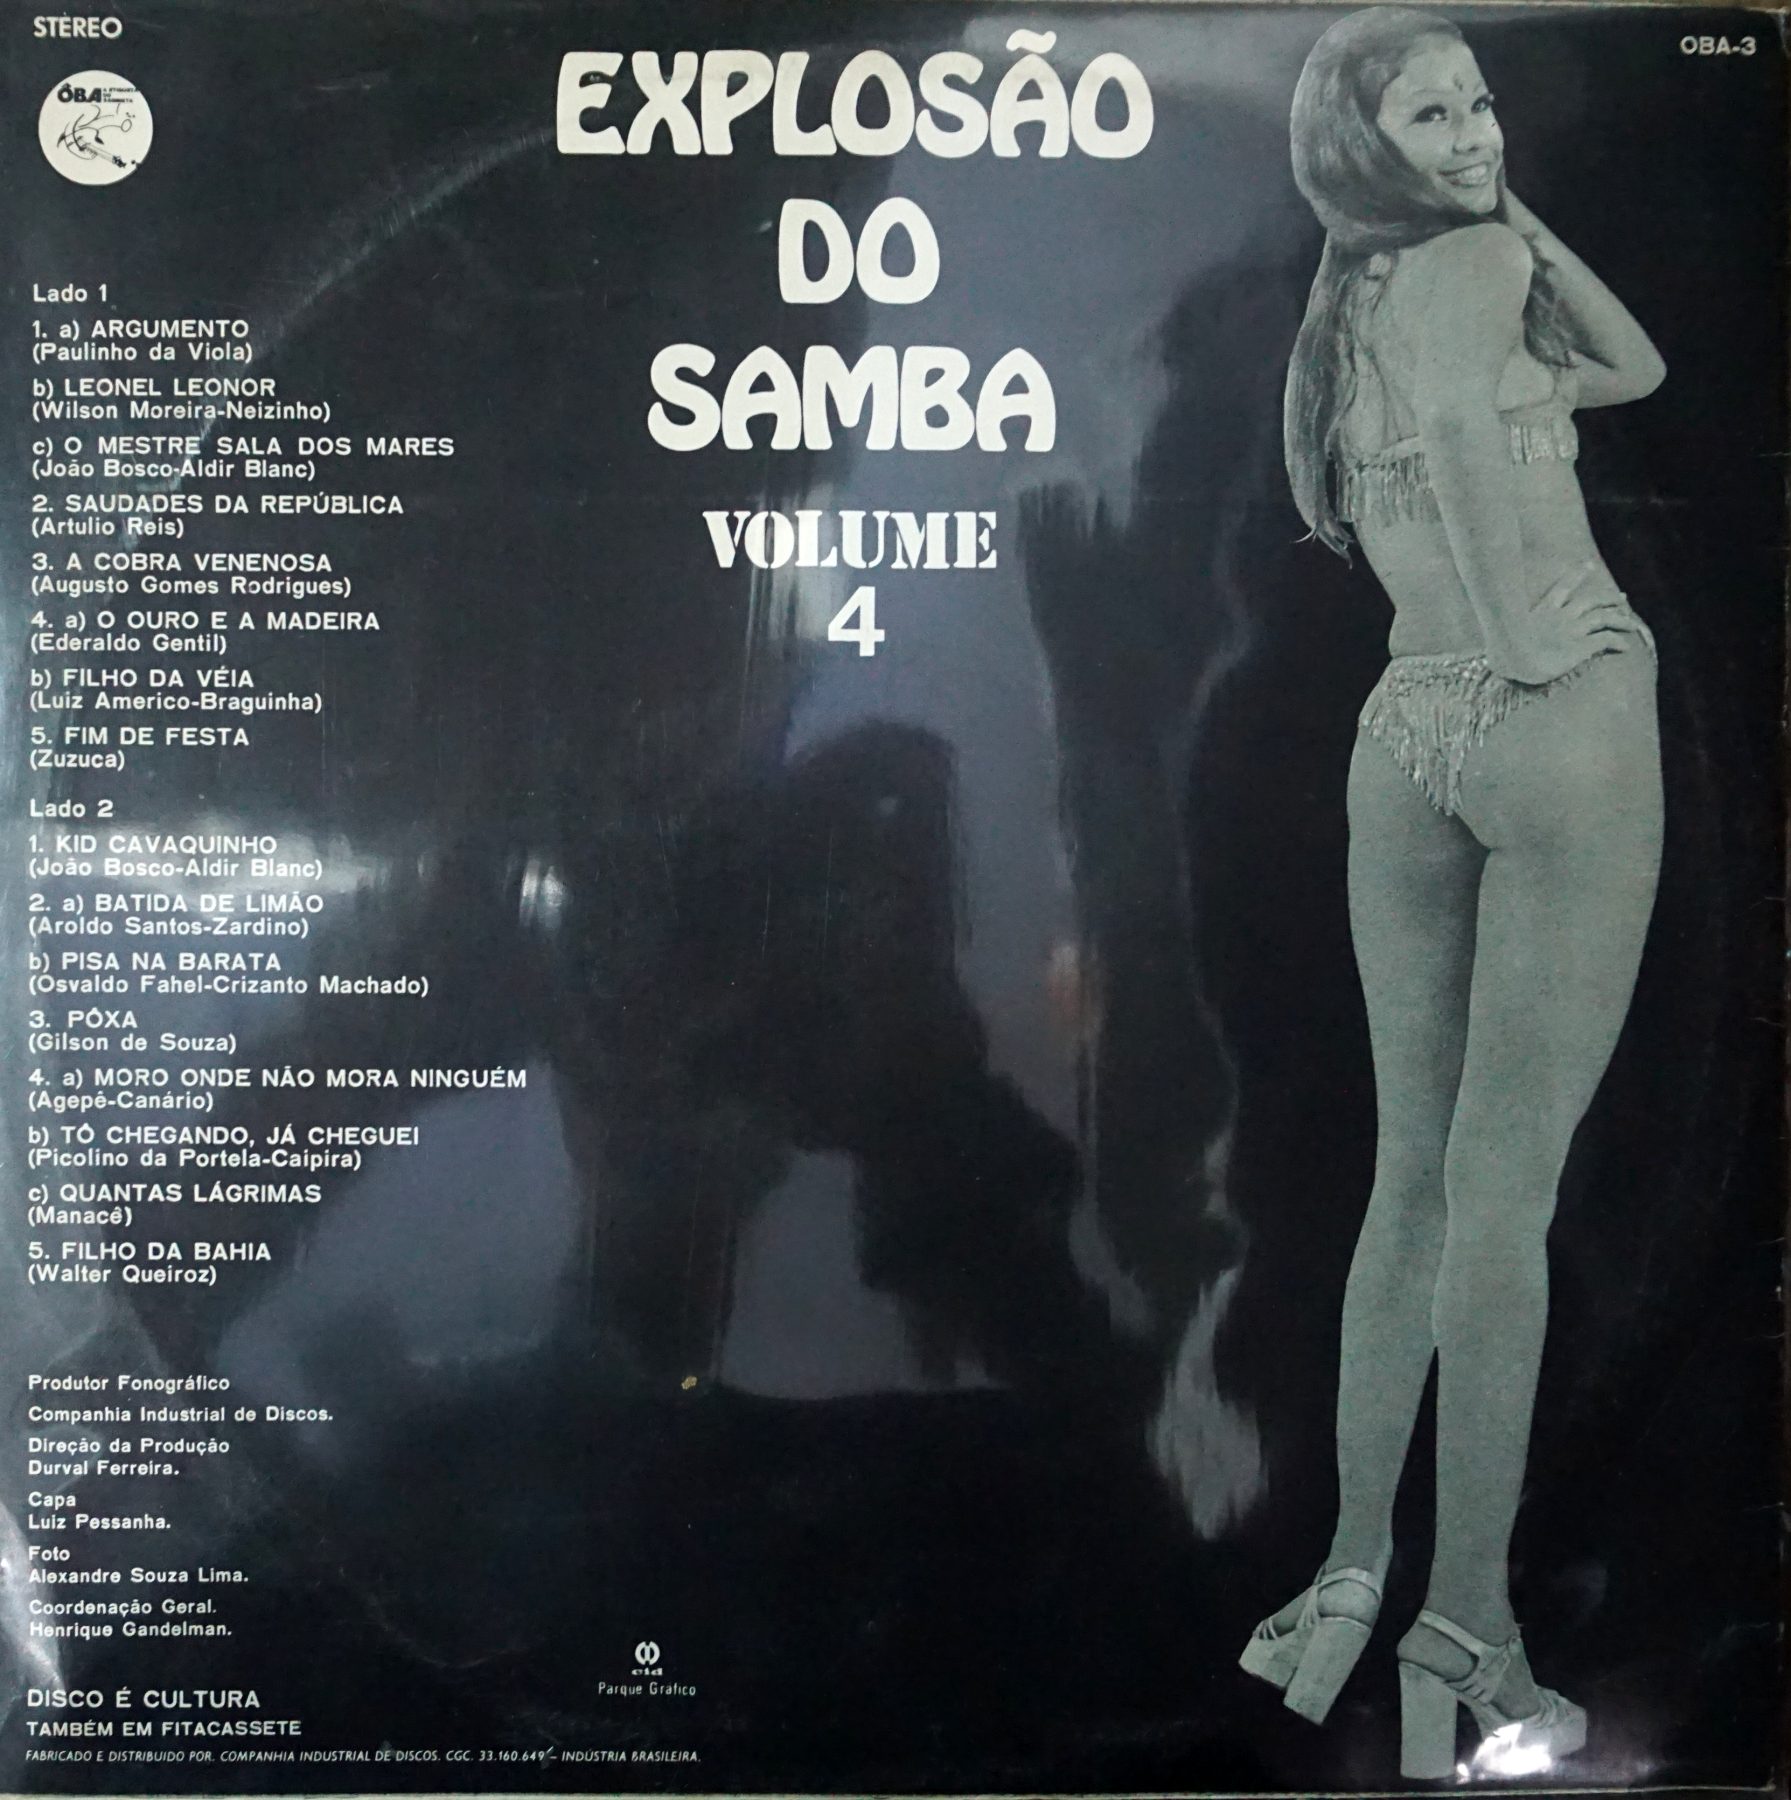 STÉREO
OBA-3
ÔBA
EXPLOSÃO
DO
SAMBA
VOLUME
4
Lado 1
1. a) ARGUMENTO
(Paulinho da Viola)
b) LEONEL LEONOR
(Wilson Moreira-Neizinho)
c) O MESTRE SALA DOS MARES
(João Bosco-Aldir Blanc)
2. SAUDADES DA REPÚBLICA
(Artulio Reis)
3. A COBRA VENENOSA
(Augusto Gomes Rodrigues)
4. a) O OURO E A MADEIRA
(Ederaldo Gentil)
b) FILHO DA VÉIA
(Luiz Americo-Braguinha)
5. FIM DE FESTA
(Zuzuca)
Lado 2
1. KID CAVAQUINHO
(João Bosco-Aldir Blanc)
2. a) BATIDA DE LIMÃO
(Aroldo Santos-Zardino)
b) PISA NA BARATA
(Osvaldo Fahel-Crizanto Machado)
3. PÔXA
(Gilson de Souza)
4. a) MORO ONDE NÃO MORA NINGUÉM
(Agepê-Canário)
b) TÔ CHEGANDO, JÁ CHEGUEI
(Picolino da Portela-Caipira)
c) QUANTAS LÁGRIMAS
(Manacê)
5. FILHO DA BAHIA
(Walter Queiroz)
Produtor Fonográfico
Companhia Industrial de Discos.
Direção da Produção
Durval Ferreira.
Capa
Luiz Pessanha.
Foto
Alexandre Souza Lima.
Coordenação Geral.
Henrique Gandelman.
cid
Parque Gráfico
DISCO É CULTURA
TAMBÉM EM FITACASSETE
FABRICADO E DISTRIBUIDO POR. COMPANHIA INDUSTRIAL DE DISCOS. CGC. 33.160.649 – INDÚSTRIA BRASILEIRA.